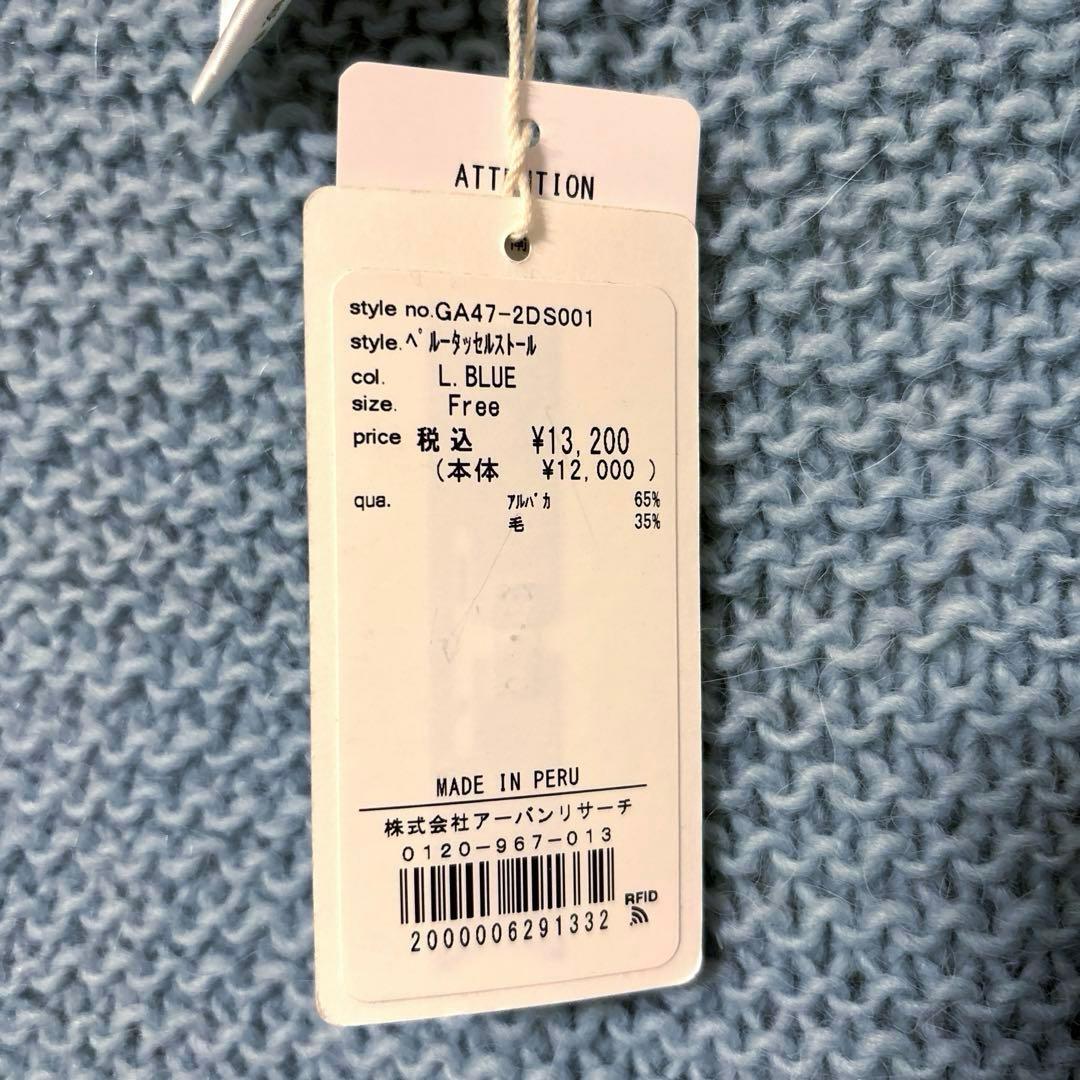 ATTENTION
style no.GA47-2DS001
style.ﾍﾟﾙｰﾀｯｾﾙｽﾄｰﾙ
col. L.BLUE
size. Free
price 税込 ¥13,200
(本体 ¥12,000 )
qua. ｱﾙﾊﾟｶ 65%
毛 35%
MADE IN PERU
株式会社アーバンリサーチ
0120-967-013
RFID
2000006291332